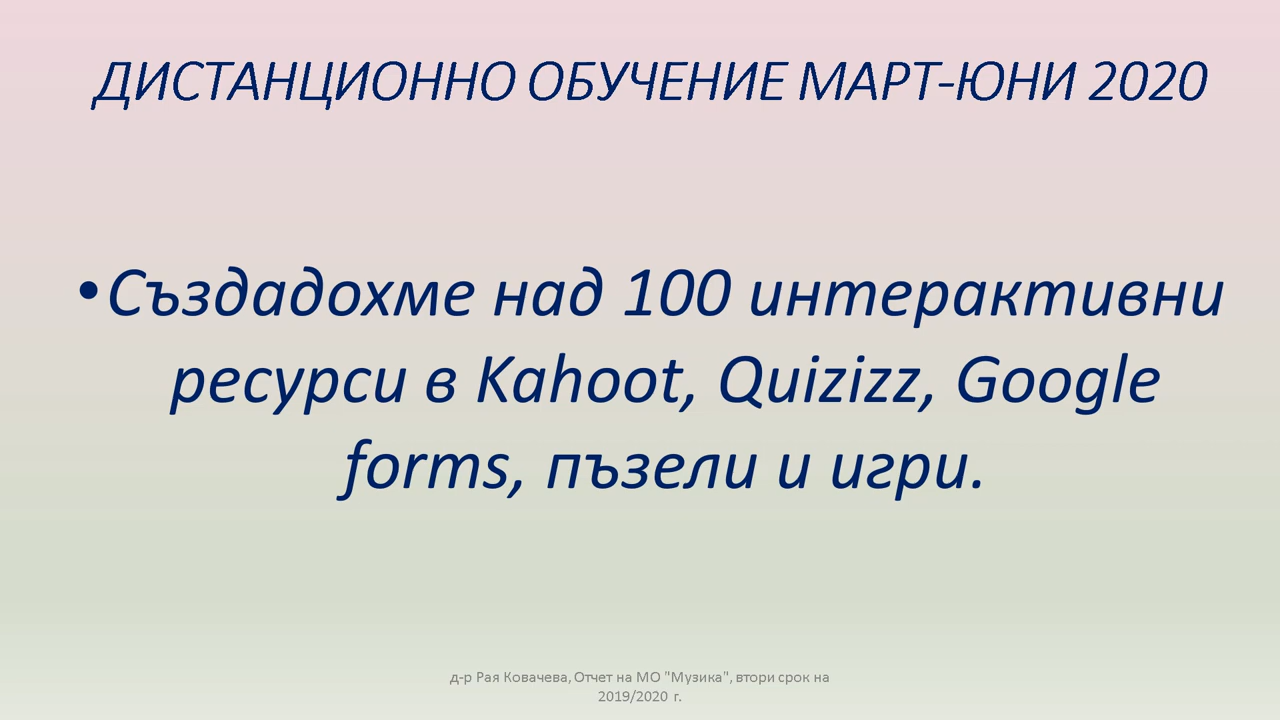 ДИСТАНЦИОННО ОБУЧЕНИЕ МАРТ-ЮНИ 2020
•Създадохме над 100 интерактивни
ресурси в Kahoot, Quizizz, Google
forms, пъзели и игри.
д-р Рая Ковачева, Отчет на МО "Музика", втори срок на
2019/2020 г.